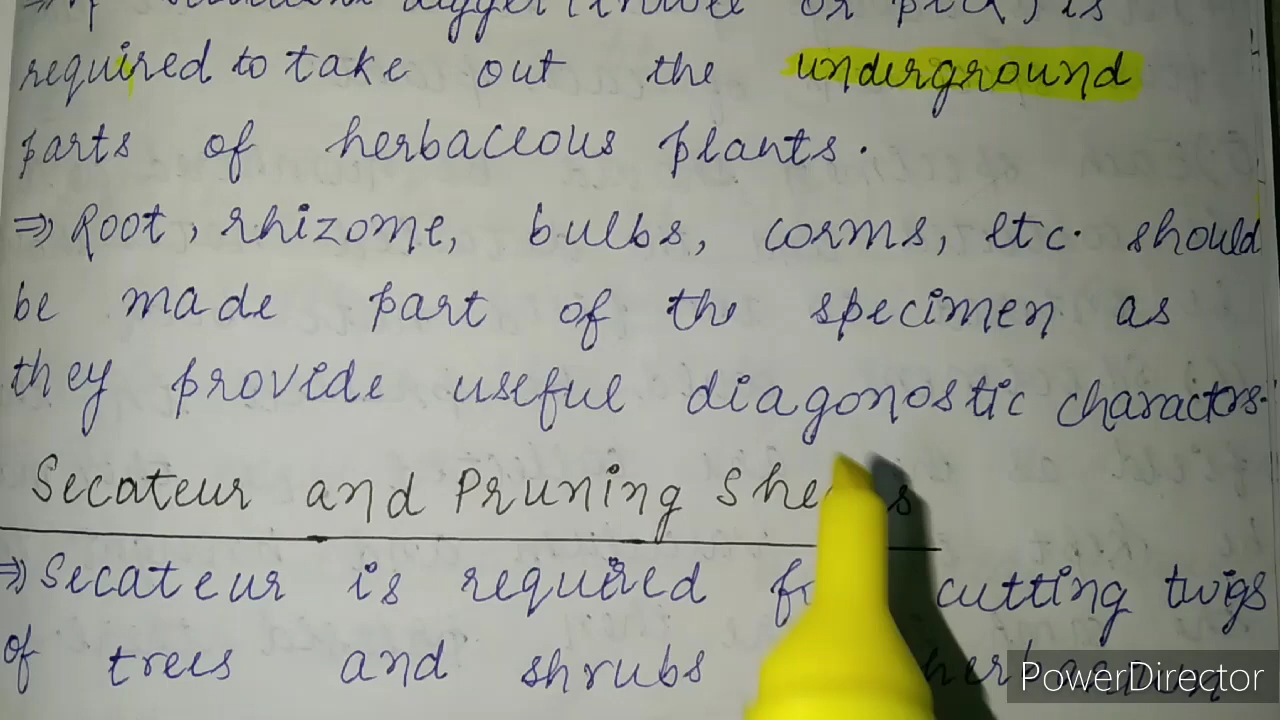 required to take out the underground
parts of herbaceous plants.
⇒ Root, rhizome, bulbs, corms, etc. should
be made part of the specimen as
they provide useful diagonostic charactors.
Secateur and Pruning
⇒ Secateur is required cutting twigs
of trees and shrubs
PowerDirector